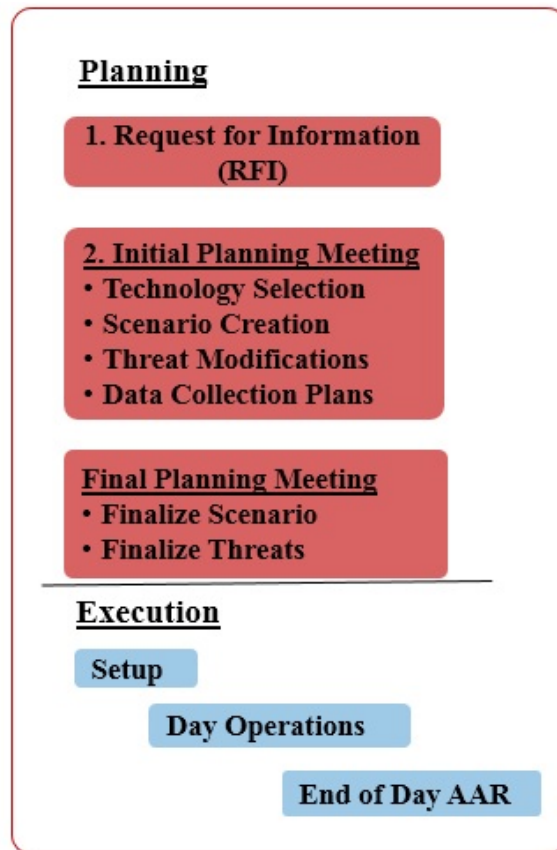 Planning
1. Request for Information
(RFI)
2. Initial Planning Meeting
• Technology Selection
• Scenario Creation
• Threat Modifications
• Data Collection Plans
Final Planning Meeting
• Finalize Scenario
• Finalize Threats
Execution
Setup
Day Operations
End of Day AAR